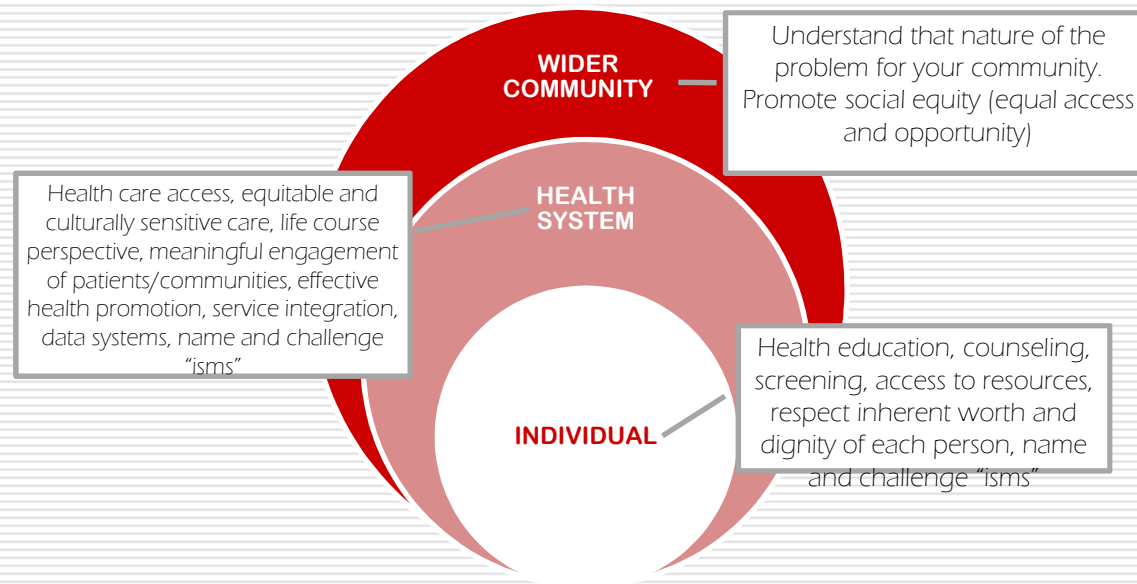 WIDER
COMMUNITY
Understand that nature of the
problem for your community.
Promote social equity (equal access
and opportunity)
HEALTH
SYSTEM
Health care access, equitable and
culturally sensitive care, life course
perspective, meaningful engagement
of patients/communities, effective
health promotion, service integration,
data systems, name and challenge
“isms”
INDIVIDUAL
Health education, counseling,
screening, access to resources,
respect inherent worth and
dignity of each person, name
and challenge “isms”